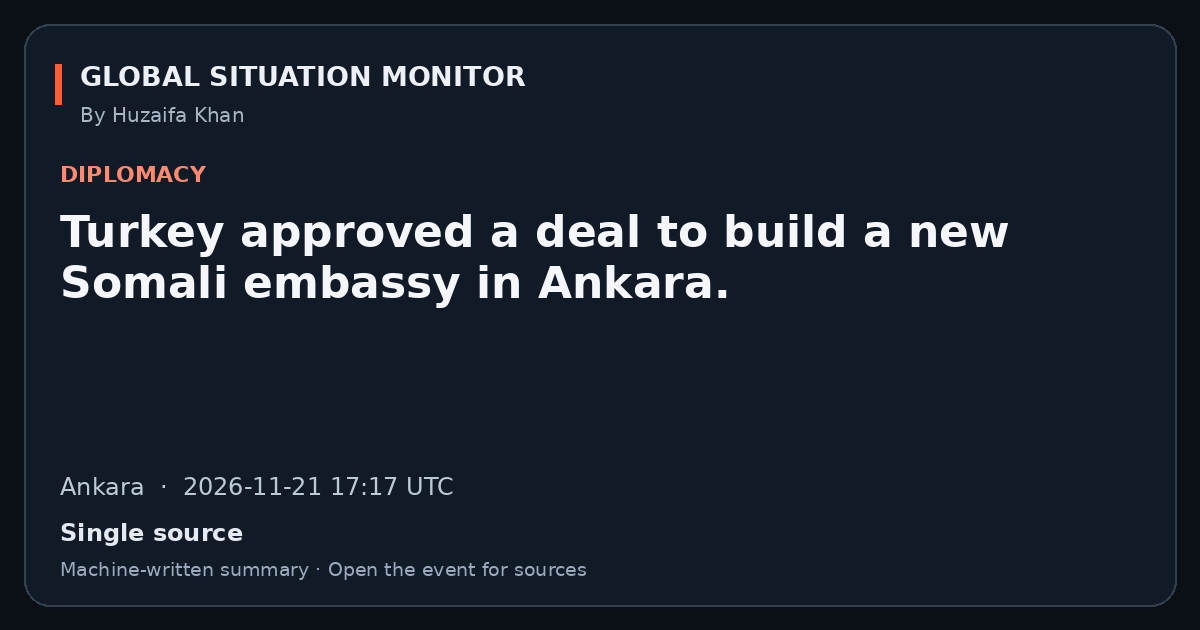 GLOBAL SITUATION MONITOR
By Huzaifa Khan
DIPLOMACY
Turkey approved a deal to build a new
Somali embassy in Ankara.
Ankara · 2026-11-21 17:17 UTC
Single source
Machine-written summary · Open the event for sources